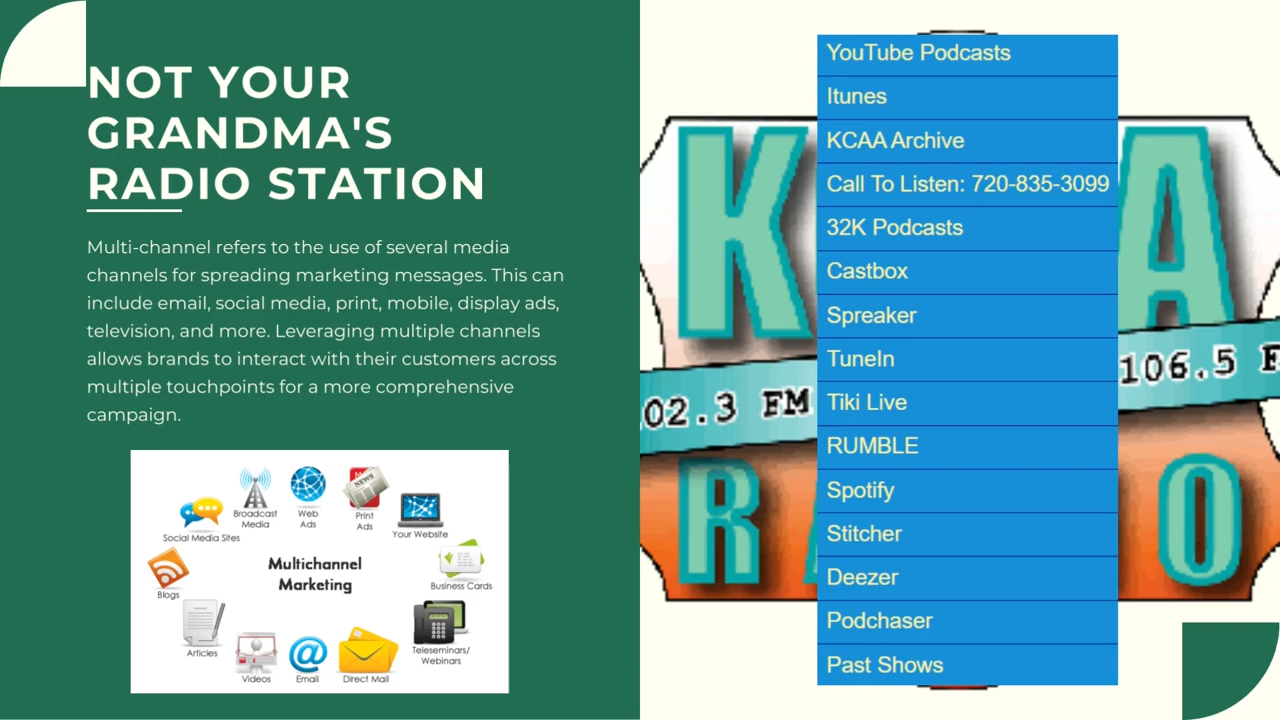 NOT YOUR
GRANDMA'S
RADIO STATION
Multi-channel refers to the use of several media
channels for spreading marketing messages. This can
include email, social media, print, mobile, display ads,
television, and more. Leveraging multiple channels
allows brands to interact with their customers across
multiple touchpoints for a more comprehensive
campaign.
Broadcast
Media
Web
Ads
NEWS
Print
Ads
Social Media Sites
Your Website
Multichannel
Marketing
Blogs
Business Cards
Articles
Teleseminars/
Webinars
Videos
@
Email
Direct Mail
YouTube Podcasts
Itunes
KCAA Archive
Call To Listen: 720-835-3099
32K Podcasts
Castbox
Spreaker
TuneIn
Tiki Live
RUMBLE
Spotify
Stitcher
Deezer
Podchaser
Past Shows
K A
02.3 FM 106.5 F
R O